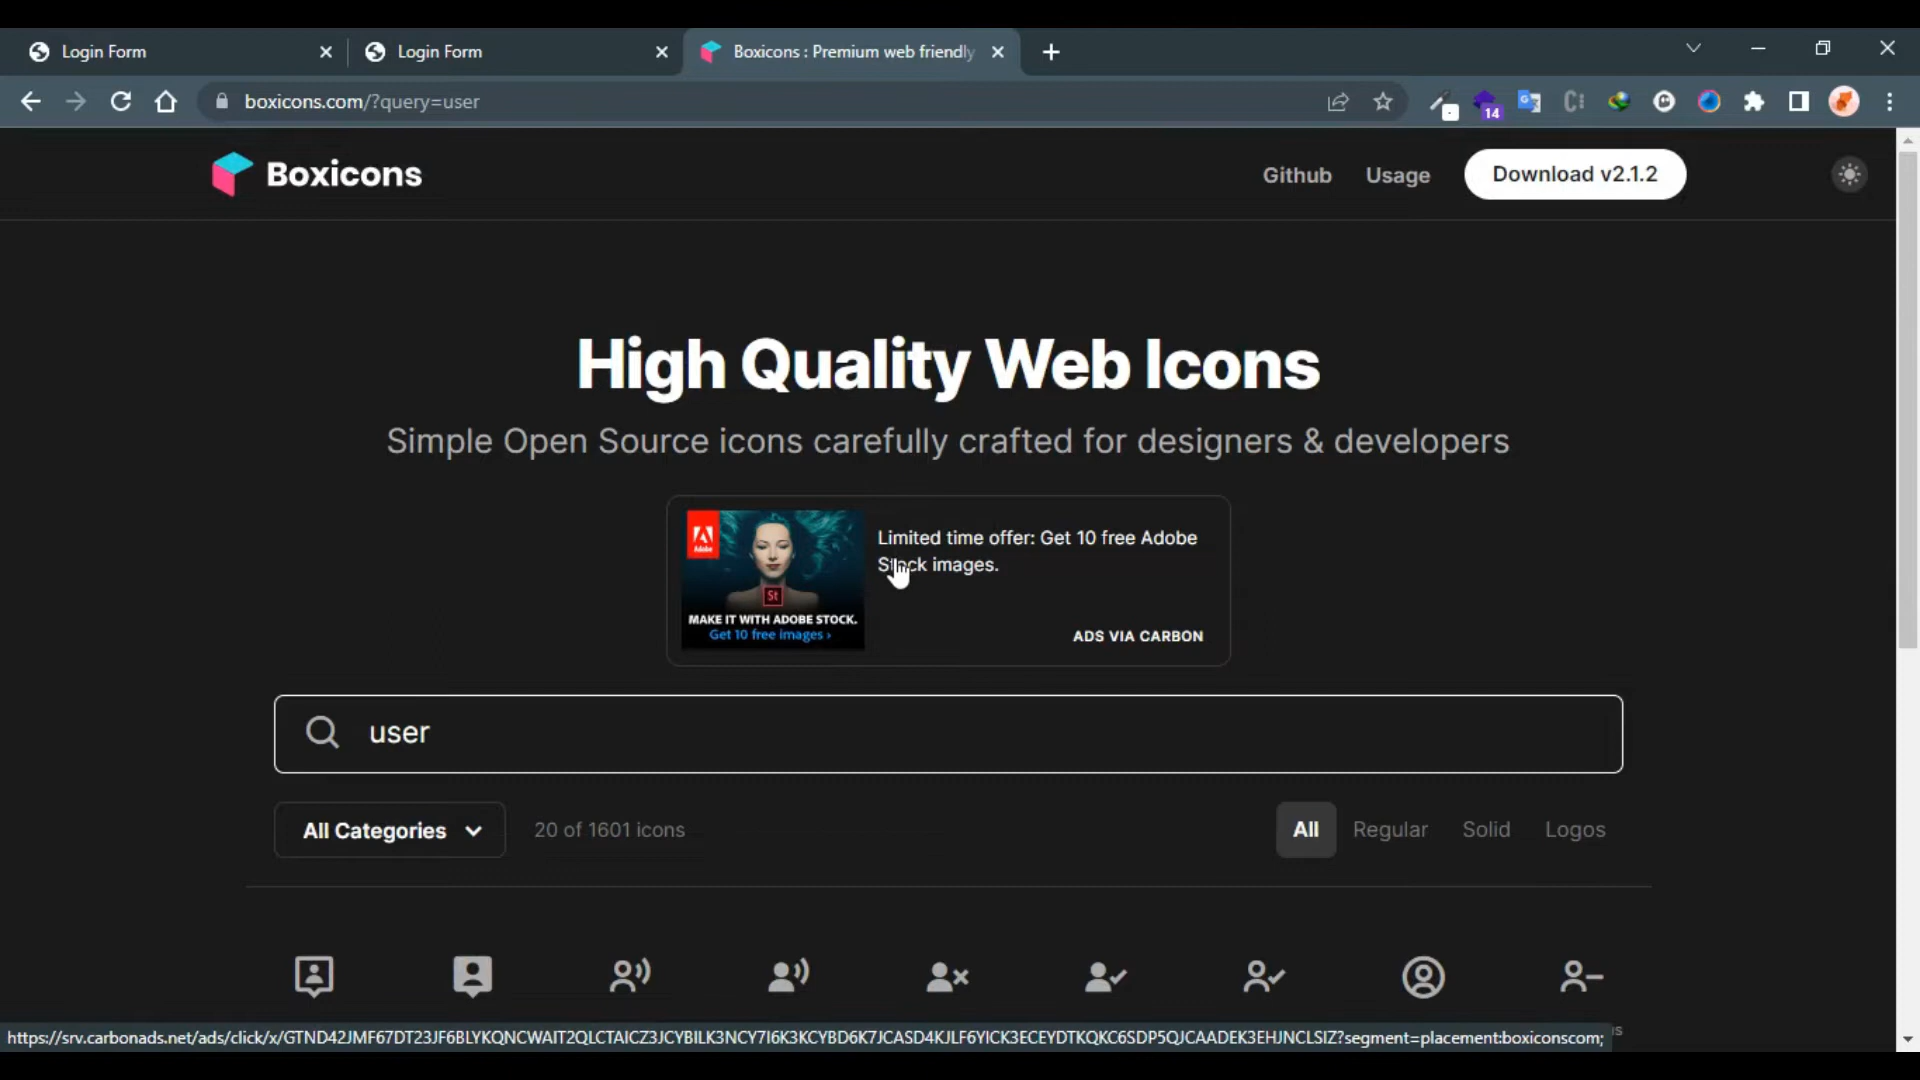 Login Form
Login Form
Boxicons : Premium web friendly
boxicons.com/?query=user
14
Boxicons
Github
Usage
Download v2.1.2
High Quality Web Icons
Simple Open Source icons carefully crafted for designers & developers
Adobe
St
MAKE IT WITH ADOBE STOCK.
Get 10 free images ›
Limited time offer: Get 10 free Adobe
Stock images.
ADS VIA CARBON
user
All Categories
20 of 1601 icons
All
Regular
Solid
Logos
https://srv.carbonads.net/ads/click/x/GTND42JMF67DT23JF6BLYKQNCWAIT2QLCTAICZ3JCYBILK3NCY7I6K3KCYBD6K7JCASD4KJLF6YICK3ECEYDTKQKC6SDP5QJCAADEK3EHJNCLSIZ?segment=placement:boxiconscom;